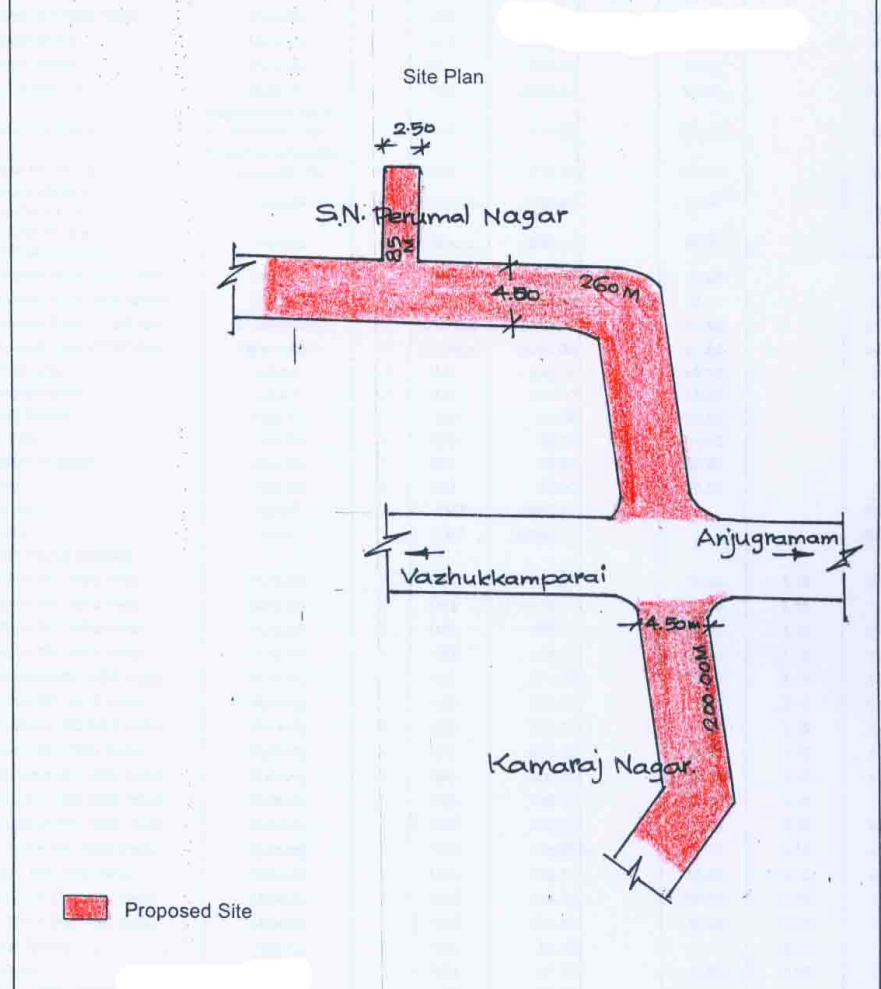 Site Plan
2.50
S.N. Perumal Nagar
85 M
4.50
260 M
Anjugramam
Vazhukkamparai
4.50m
200.00M
Kamaraj Nagar
Proposed Site